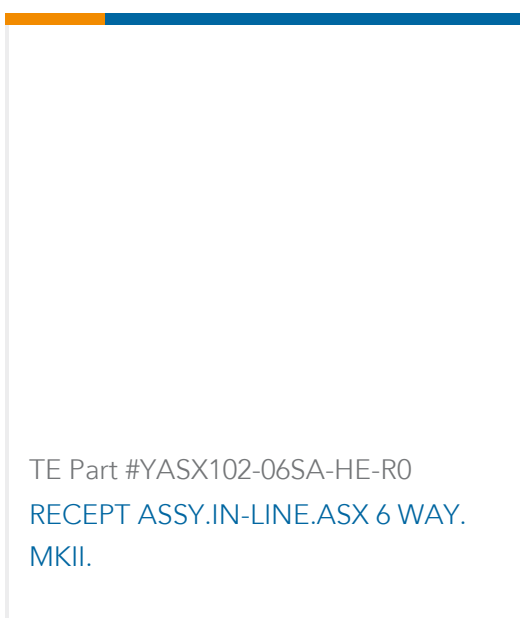 TE Part #YASX102-06SA-HE-R0
RECEPT ASSY.IN-LINE.ASX 6 WAY.
MKII.